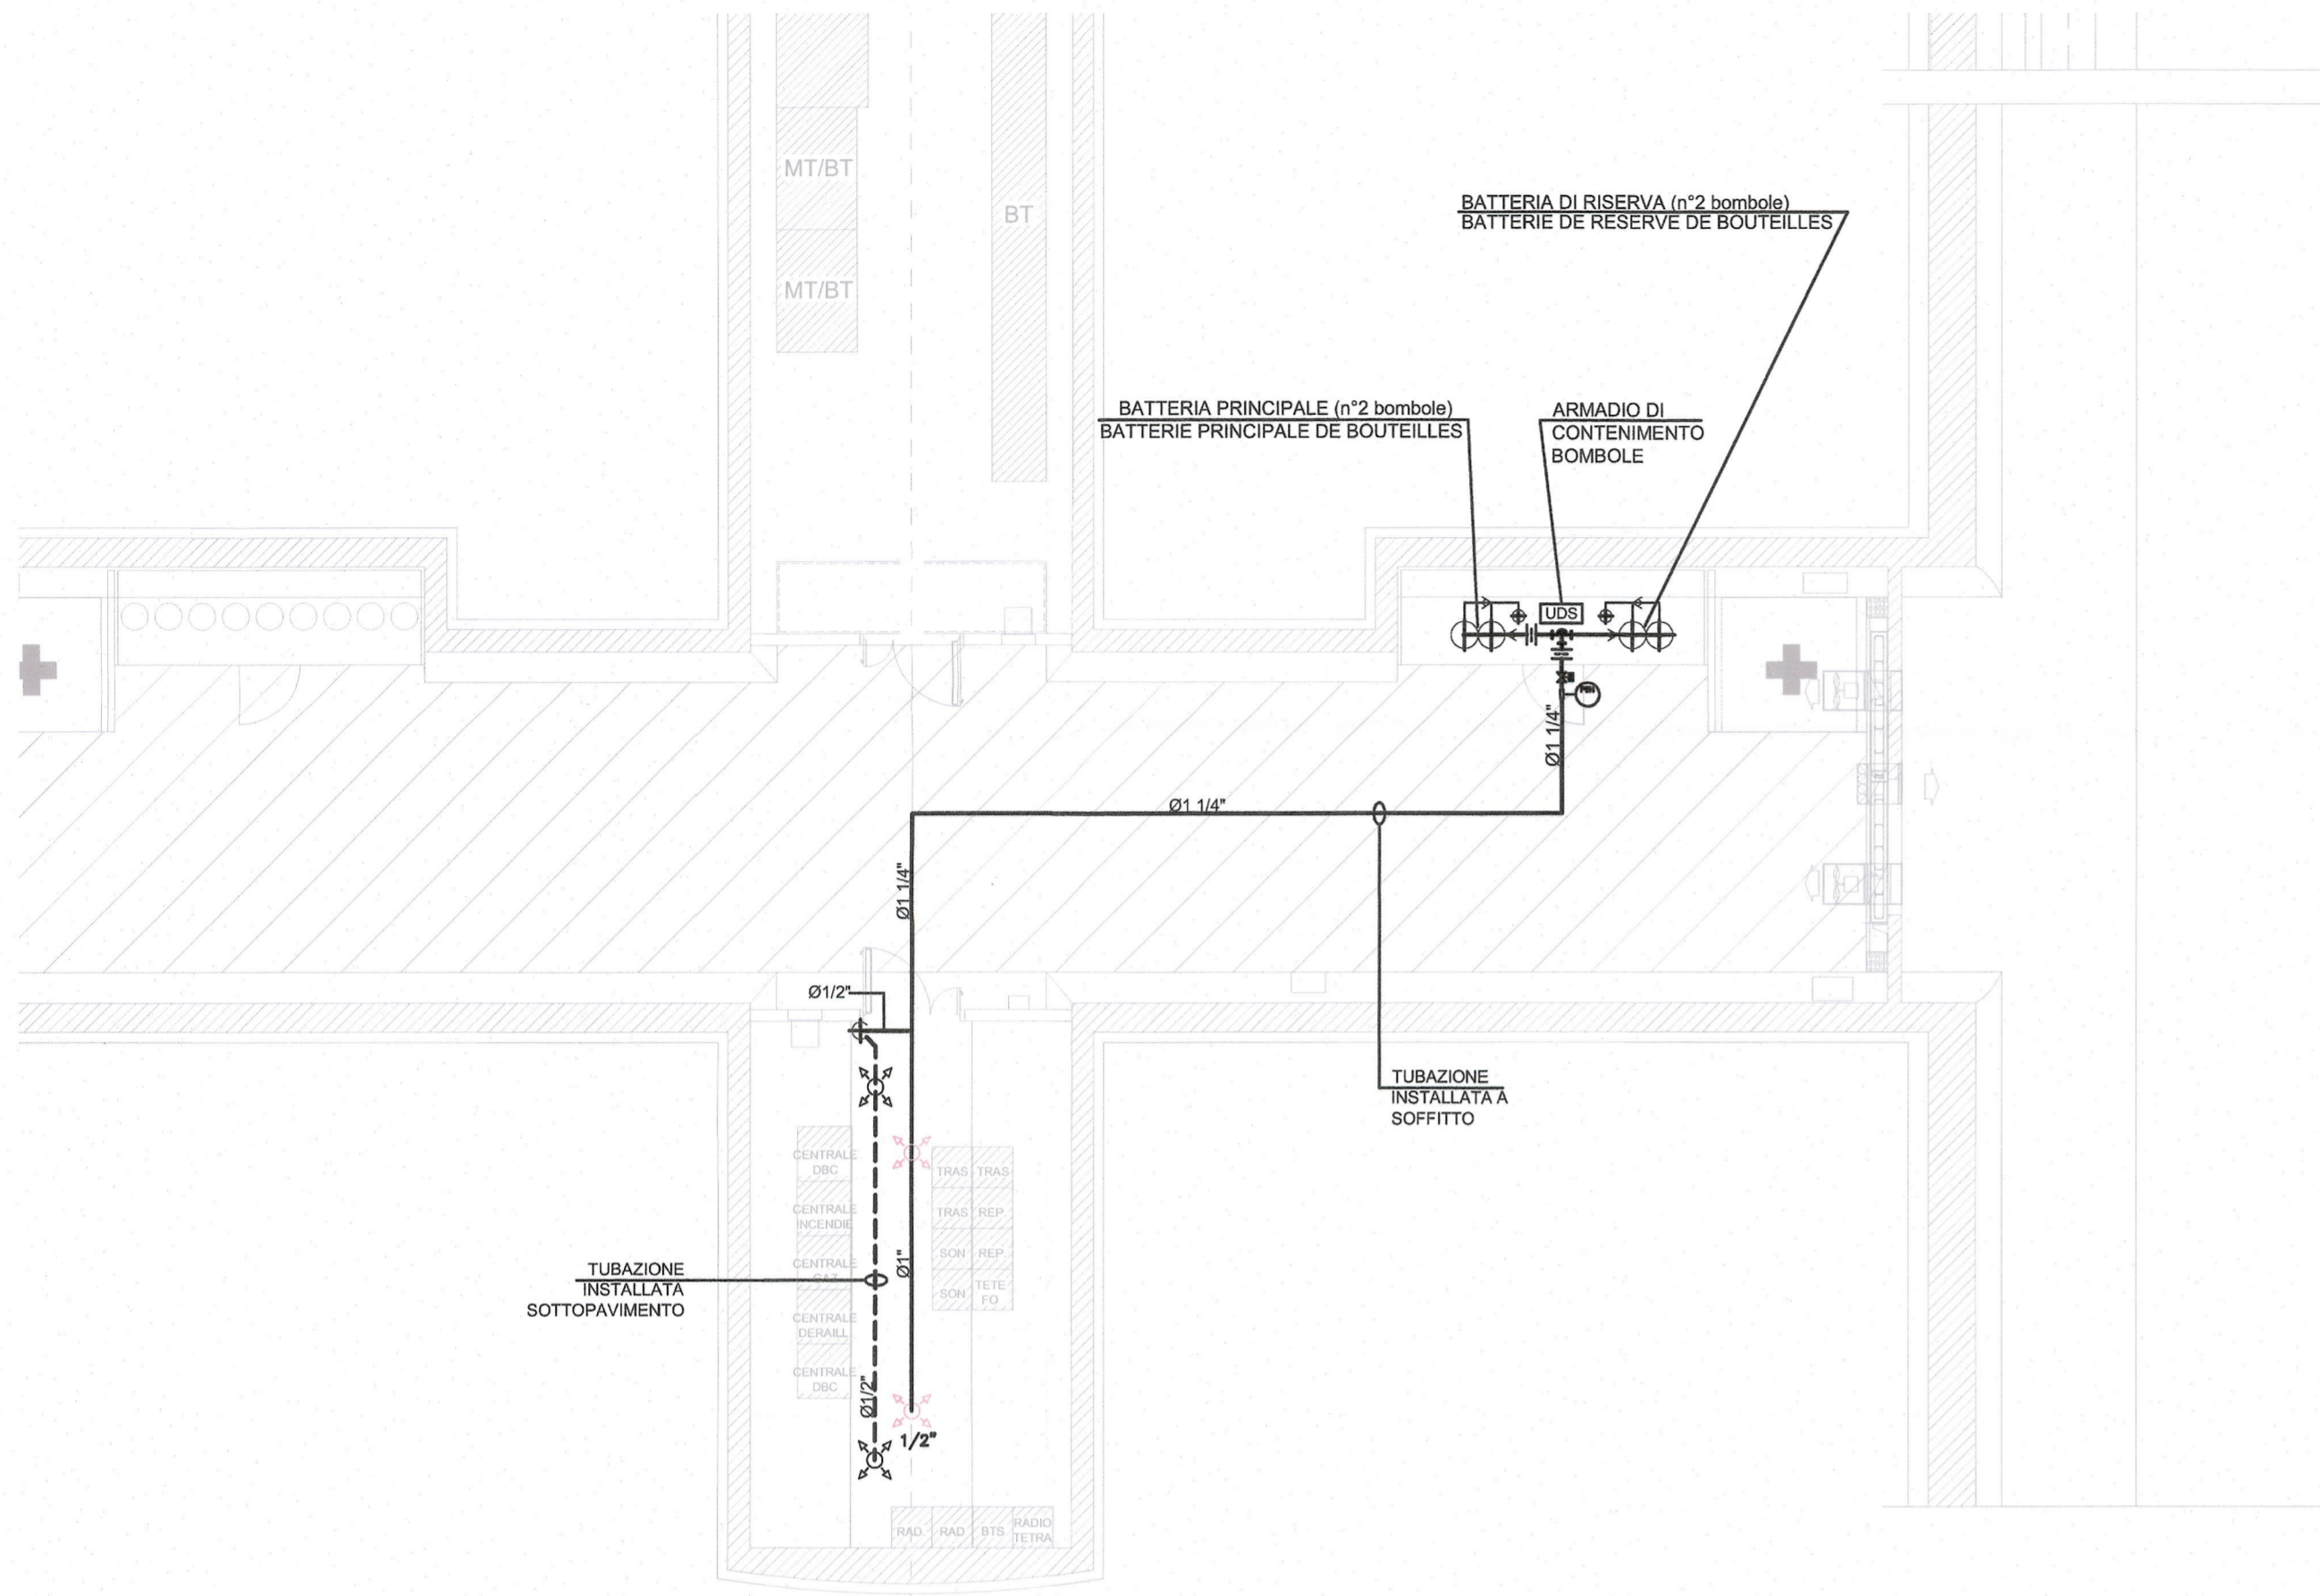 MT/BT
BT
MT/BT
BATTERIA DI RISERVA (n°2 bombole)
BATTERIE DE RESERVE DE BOUTEILLES
BATTERIA PRINCIPALE (n°2 bombole)
BATTERIE PRINCIPALE DE BOUTEILLES
ARMADIO DI
CONTENIMENTO
BOMBOLE
UDS
Ø1 1/4"
Ø1 1/4"
Ø1 1/4"
Ø1/2"
TUBAZIONE
INSTALLATA A
SOFFITTO
CENTRALE
DBC
CENTRALE
INCENDIE
CENTRALE
GAZ
CENTRALE
DERAILL.
CENTRALE
DBC
TRAS TRAS
TRAS REP.
SON REP.
SON TETE
FO
Ø1"
TUBAZIONE
INSTALLATA
SOTTOPAVIMENTO
Ø1/2"
1/2"
RAD. RAD BTS RADIO
TETRA